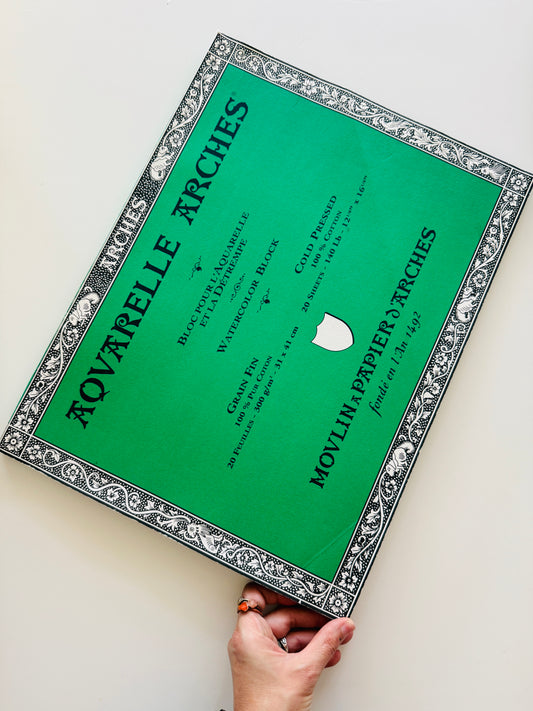 ARCHES
AQVARELLE ARCHES®
BLOC POUR L'AQUARELLE
ET LA DÉTREMPE
WATERCOLOR BLOCK
GRAIN FIN
100 % PUR COTON
20 FEUILLES - 300 g/m² - 31 x 41 cm
COLD PRESSED
100 % COTTON
20 SHEETS - 140 Lb - 12" x 16"
MOVLIN A PAPIER d'ARCHES
fondé en l'An 1492